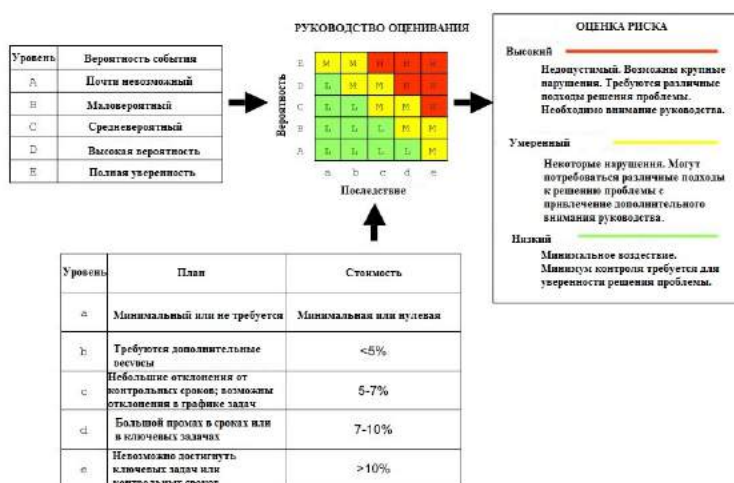 РУКОВОДСТВО ОЦЕНИВАНИЯ
Уровень Вероятность события
A Почти невозможный
B Маловероятный
C Средневероятный
D Высокая вероятность
E Полная уверенность
Вероятность
E M M H H H
D L M M H H
C L L M M H
B L L L M M
A L L L L M
a b c d e
Последствие
ОЦЕНКА РИСКА
Высокий
Недопустимый. Возможны крупные
нарушения. Требуются различные
подходы решения проблемы.
Необходимо внимание руководства.
Умеренный
Некоторые нарушения. Могут
потребоваться различные подходы
к решению проблемы с
привлечение дополнительного
внимания руководства.
Низкий
Минимальное воздествие.
Минимум контроля требуется для
уверенности решения проблемы.
Уровень План Стоимость
a Минимальный или не требуется Минимальная или нулевая
b Требуются дополнительные
ресурсы <5%
c Небольшие отклонения от
контрольных сроков; возможны
отклонения в графике задач 5-7%
d Большой промах в сроках или
в ключевых задачах 7-10%
e Невозможно достигнуть
ключевых задач или
контрольных сроков >10%